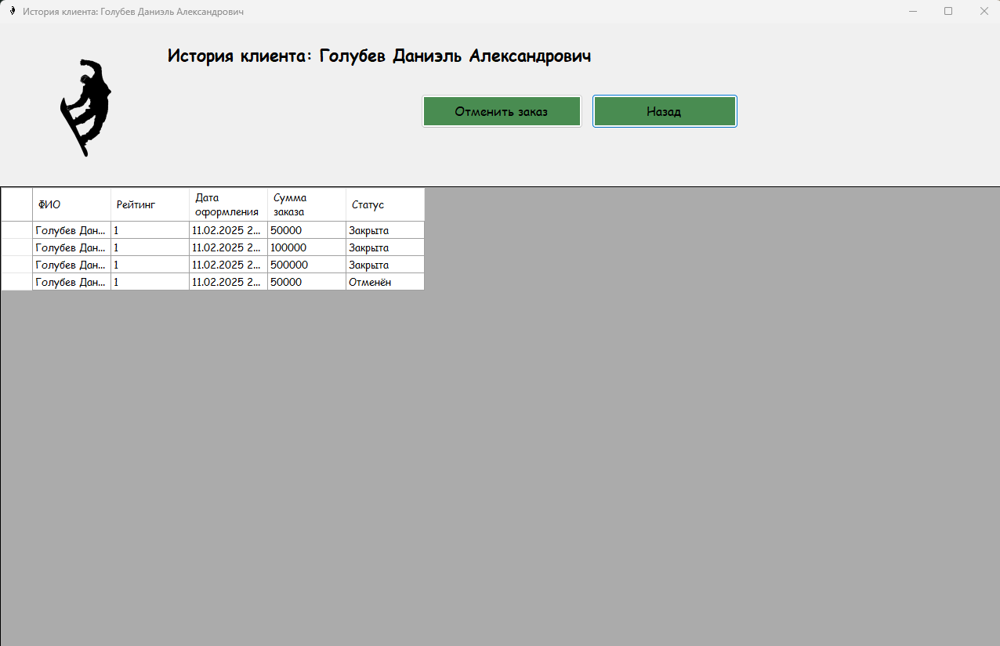 История клиента: Голубев Даниэль Александрович
История клиента: Голубев Даниэль Александрович
Отменить заказ
Назад
ФИО Рейтинг Дата оформления Сумма заказа Статус
Голубев Дан... 1 11.02.2025 2... 50000 Закрыта
Голубев Дан... 1 11.02.2025 2... 100000 Закрыта
Голубев Дан... 1 11.02.2025 2... 500000 Закрыта
Голубев Дан... 1 11.02.2025 2... 50000 Отменён